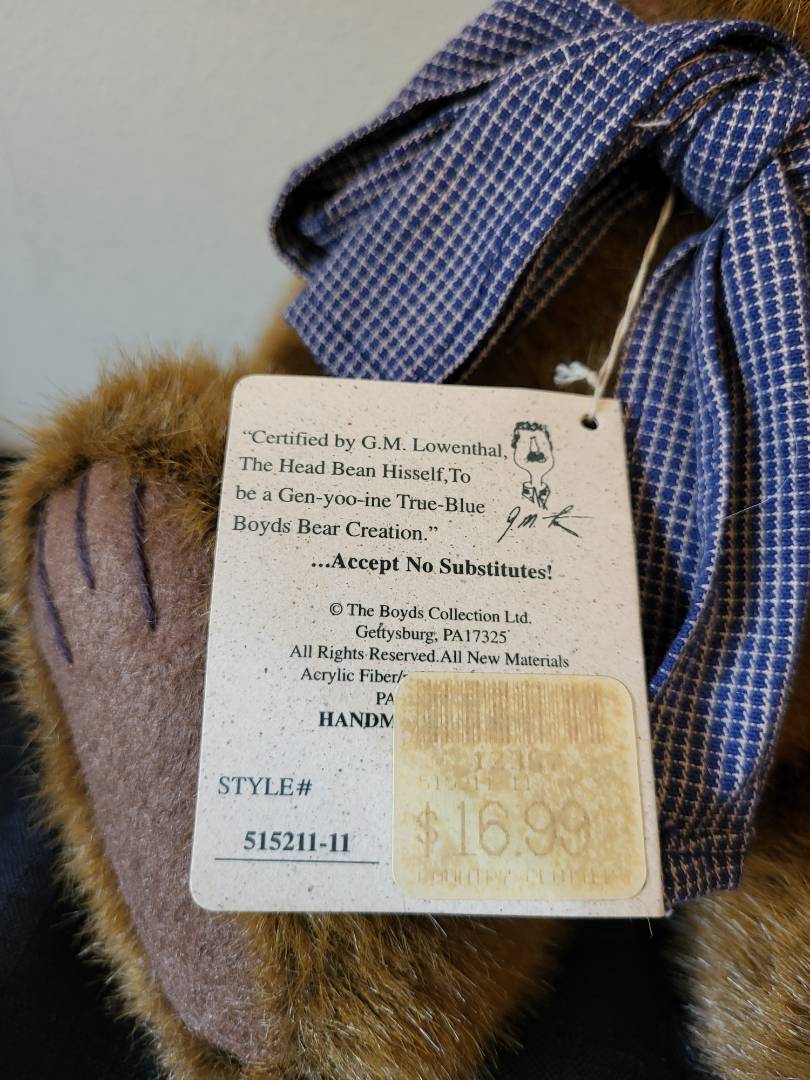 “Certified by G.M. Lowenthal,
The Head Bean Hisself,To
be a Gen-yoo-ine True-Blue
Boyds Bear Creation.”
...Accept No Substitutes!
© The Boyds Collection Ltd.
Gettysburg, PA17325
All Rights Reserved.All New Materials
Acrylic Fiber/
PA
STYLE#
515211-11
$16.99